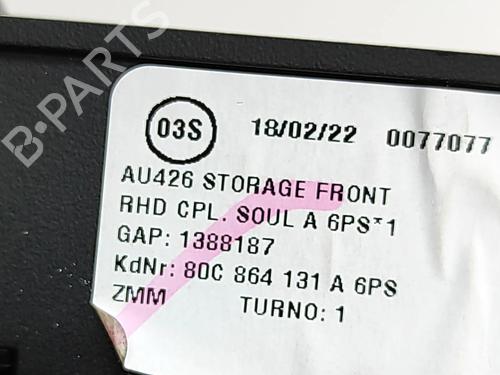 B-PARTS
03S 18/02/22 0077077
AU426 STORAGE FRONT
RHD CPL. SOUL A 6PS*1
GAP: 1388187
KdNr: 80C 864 131 A 6PS
ZMM TURNO: 1